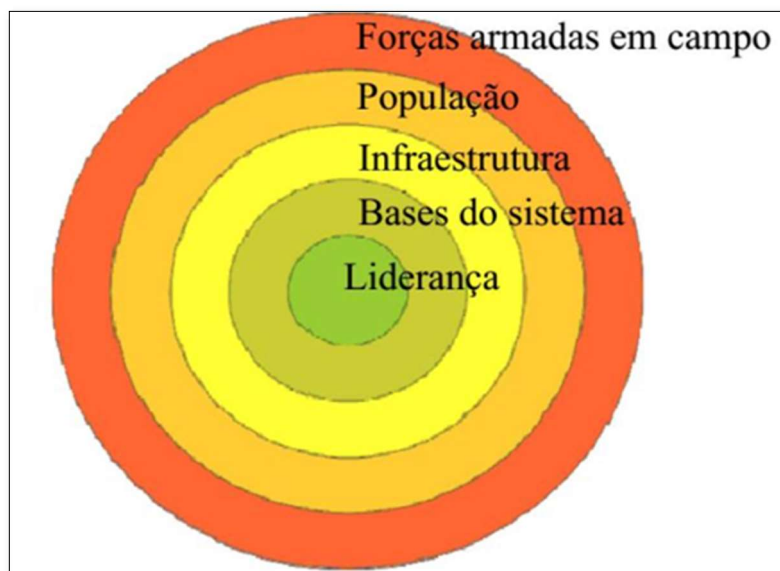 Forças armadas em campo
População
Infraestrutura
Bases do sistema
Liderança